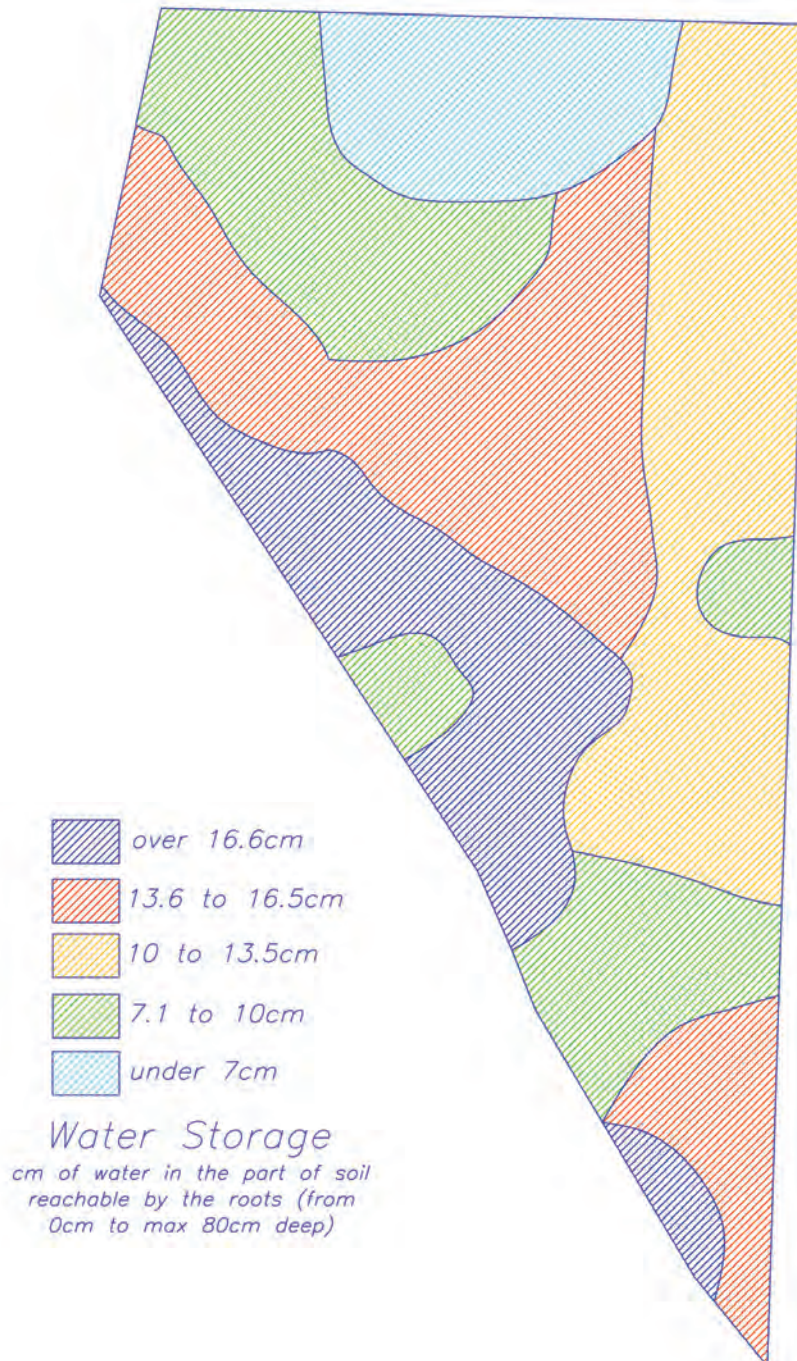 over 16.6cm
13.6 to 16.5cm
10 to 13.5cm
7.1 to 10cm
under 7cm
Water Storage
cm of water in the part of soil
reachable by the roots (from
0cm to max 80cm deep)